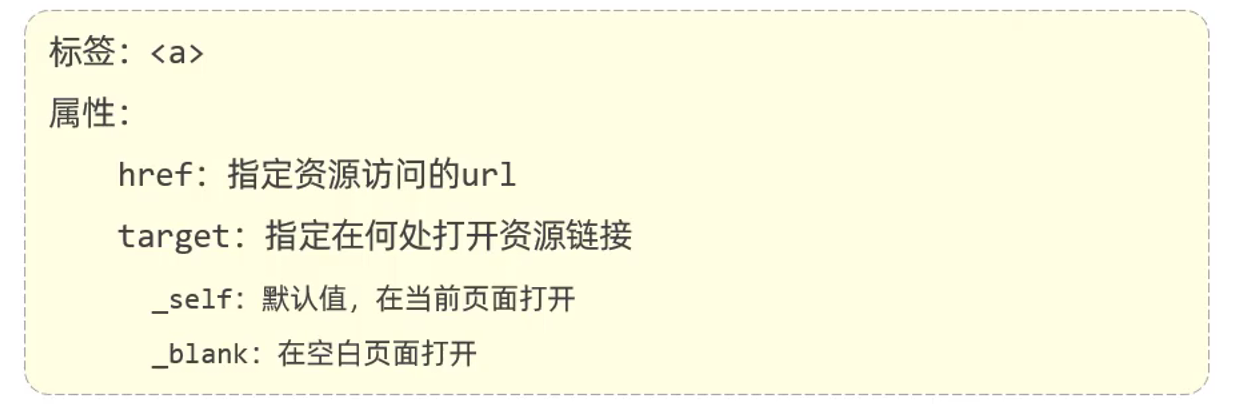 标签：<a>
属性：
href：指定资源访问的url
target：指定在何处打开资源链接
_self：默认值，在当前页面打开
_blank：在空白页面打开